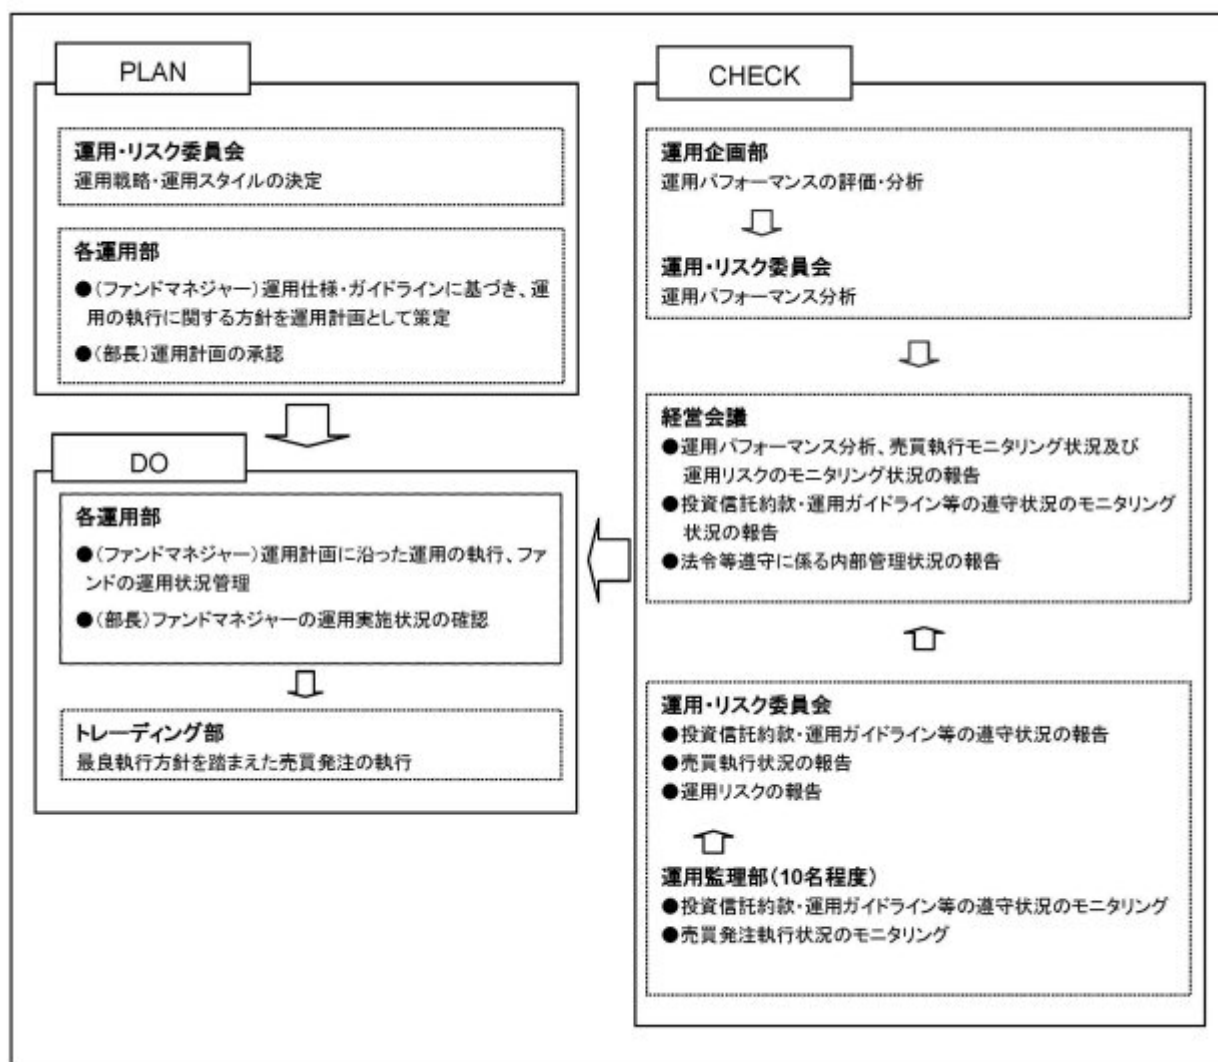 PLAN
運用・リスク委員会
運用戦略・運用スタイルの決定
各運用部
●(ファンドマネジャー)運用仕様・ガイドラインに基づき、運
用の執行に関する方針を運用計画として策定
●(部長)運用計画の承認
DO
各運用部
●(ファンドマネジャー)運用計画に沿った運用の執行、ファ
ンドの運用状況管理
●(部長)ファンドマネジャーの運用実施状況の確認
トレーディング部
最良執行方針を踏まえた売買発注の執行
CHECK
運用企画部
運用パフォーマンスの評価・分析
運用・リスク委員会
運用パフォーマンス分析
経営会議
●運用パフォーマンス分析、売買執行モニタリング状況及び
運用リスクのモニタリング状況の報告
●投資信託約款・運用ガイドライン等の遵守状況のモニタリング
状況の報告
●法令等遵守に係る内部管理状況の報告
運用・リスク委員会
●投資信託約款・運用ガイドライン等の遵守状況の報告
●売買執行状況の報告
●運用リスクの報告
運用監理部(10名程度)
●投資信託約款・運用ガイドライン等の遵守状況のモニタリング
●売買発注執行状況のモニタリング